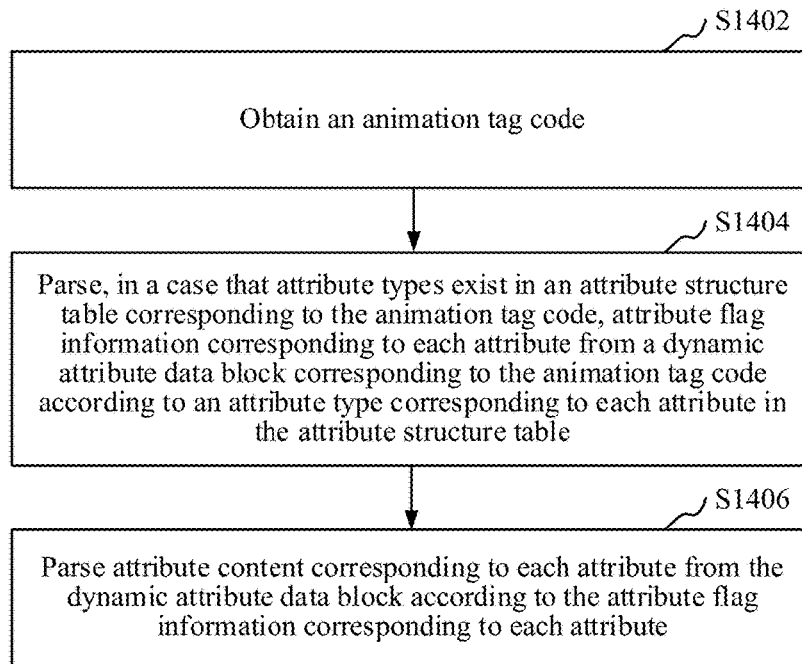 S1402
Obtain an animation tag code
S1404
Parse, in a case that attribute types exist in an attribute structure
table corresponding to the animation tag code, attribute flag
information corresponding to each attribute from a dynamic
attribute data block corresponding to the animation tag code
according to an attribute type corresponding to each attribute in
the attribute structure table
S1406
Parse attribute content corresponding to each attribute from the
dynamic attribute data block according to the attribute flag
information corresponding to each attribute